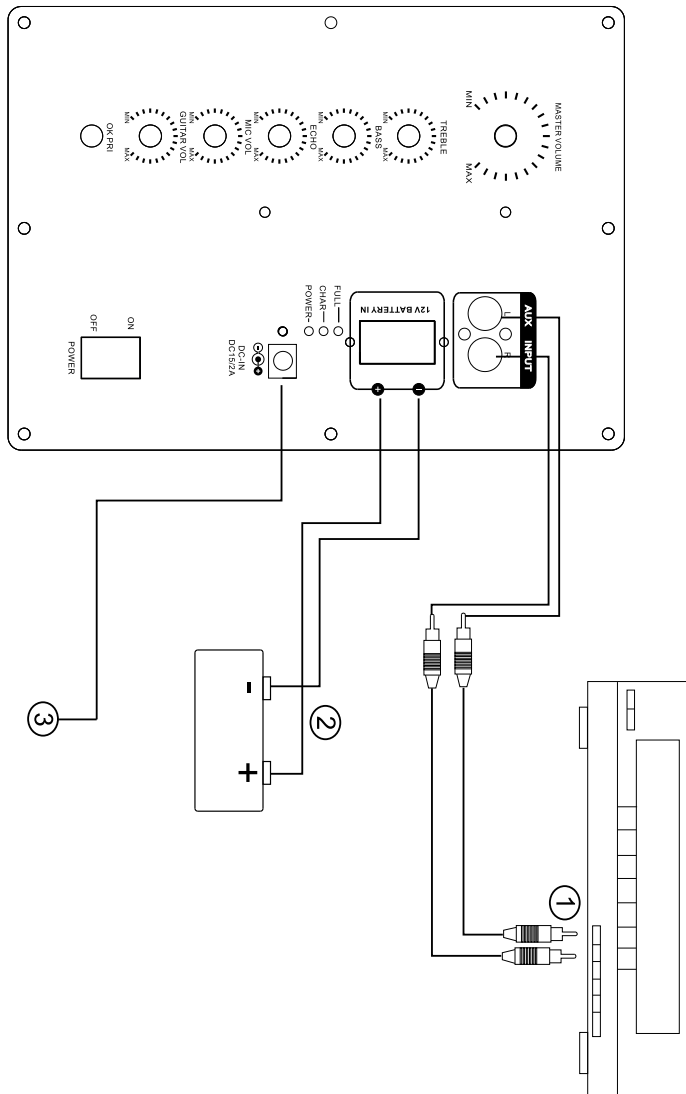 MASTER VOLUME
MIN
MAX
TREBLE
MIN
MAX
BASS
MIN
MAX
ECHO
MIN
MAX
MIC VOL
MIN
MAX
GUITAR VOL
MIN
MAX
OK PRI
AUX INPUT
L
R
12V BATTERY IN
+
-
FULL
CHAR
POWER
DC-IN
DC15/2A
- +
ON
OFF
POWER
1
2
- +
3